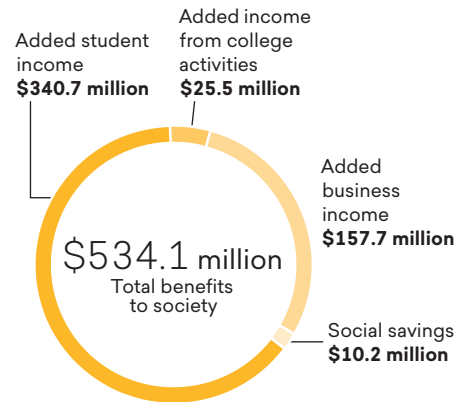 Added student
income
$340.7 million
Added income
from college
activities
$25.5 million
Added
business
income
$157.7 million
$534.1 million
Total benefits
to society
Social savings
$10.2 million